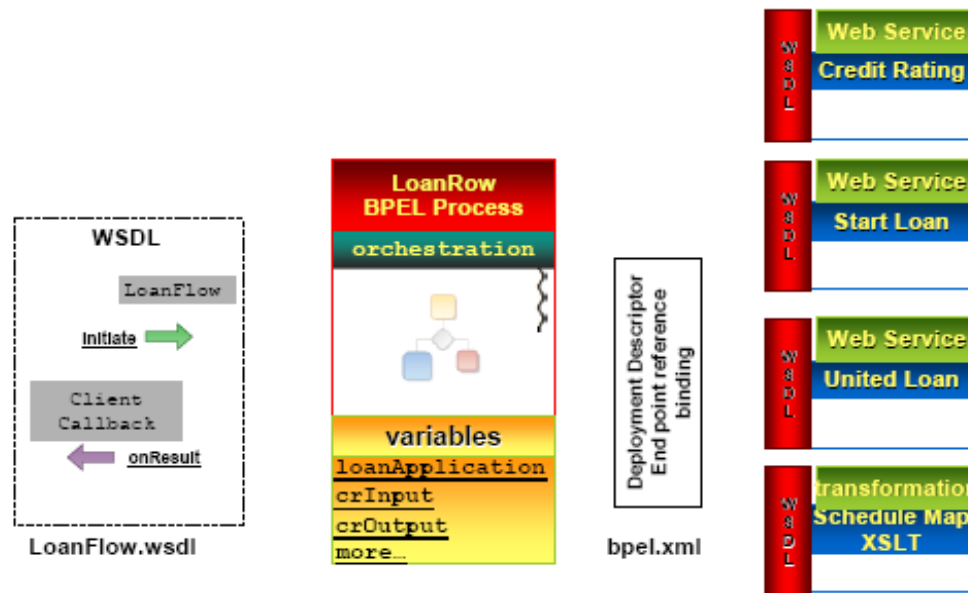 WSDL
LoanFlow
Initiate
Client
Callback
onResult
LoanFlow.wsdl
LoanRow
BPEL Process
orchestration
variables
loanApplication
crInput
crOutput
more…
Deployment Descriptor
End point reference
binding
bpel.xml
WSDL
Web Service
Credit Rating
WSDL
Web Service
Start Loan
WSDL
Web Service
United Loan
WSDL
transformation
Schedule Map
XSLT